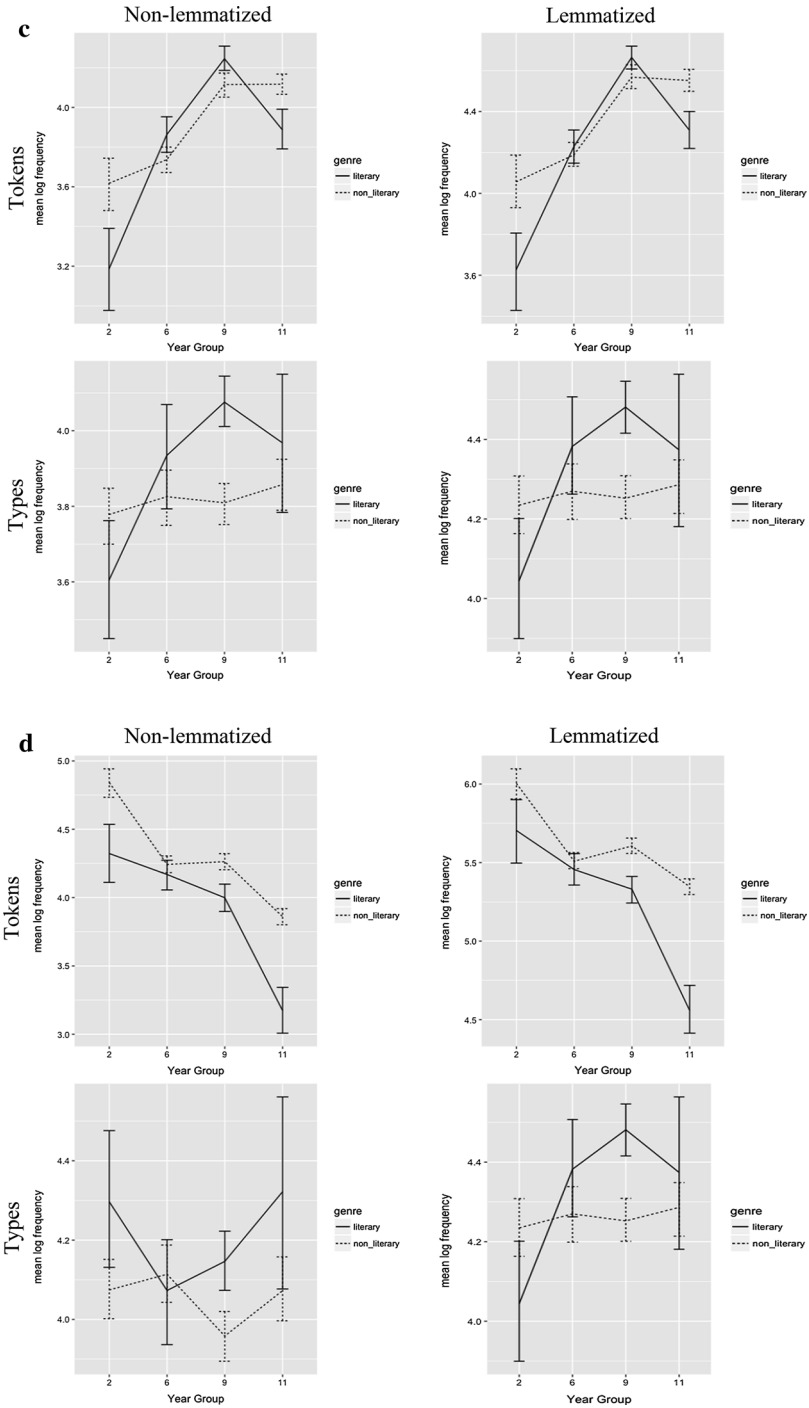 c
Non-lemmatized
Lemmatized
Tokens
mean log frequency
4.0
3.6
3.2
2 6 9 11
Year Group
genre
literary
non_literary
mean log frequency
4.4
4.0
3.6
2 6 9 11
Year Group
genre
literary
non_literary
Types
mean log frequency
4.0
3.8
3.6
2 6 9 11
Year Group
genre
literary
non_literary
mean log frequency
4.4
4.2
4.0
2 6 9 11
Year Group
genre
literary
non_literary
d
Non-lemmatized
Lemmatized
Tokens
mean log frequency
5.0
4.5
4.0
3.5
3.0
2 6 9 11
Year Group
genre
literary
non_literary
mean log frequency
6.0
5.5
5.0
4.5
2 6 9 11
Year Group
genre
literary
non_literary
Types
mean log frequency
4.4
4.2
4.0
2 6 9 11
Year Group
genre
literary
non_literary
mean log frequency
4.4
4.2
4.0
2 6 9 11
Year Group
genre
literary
non_literary